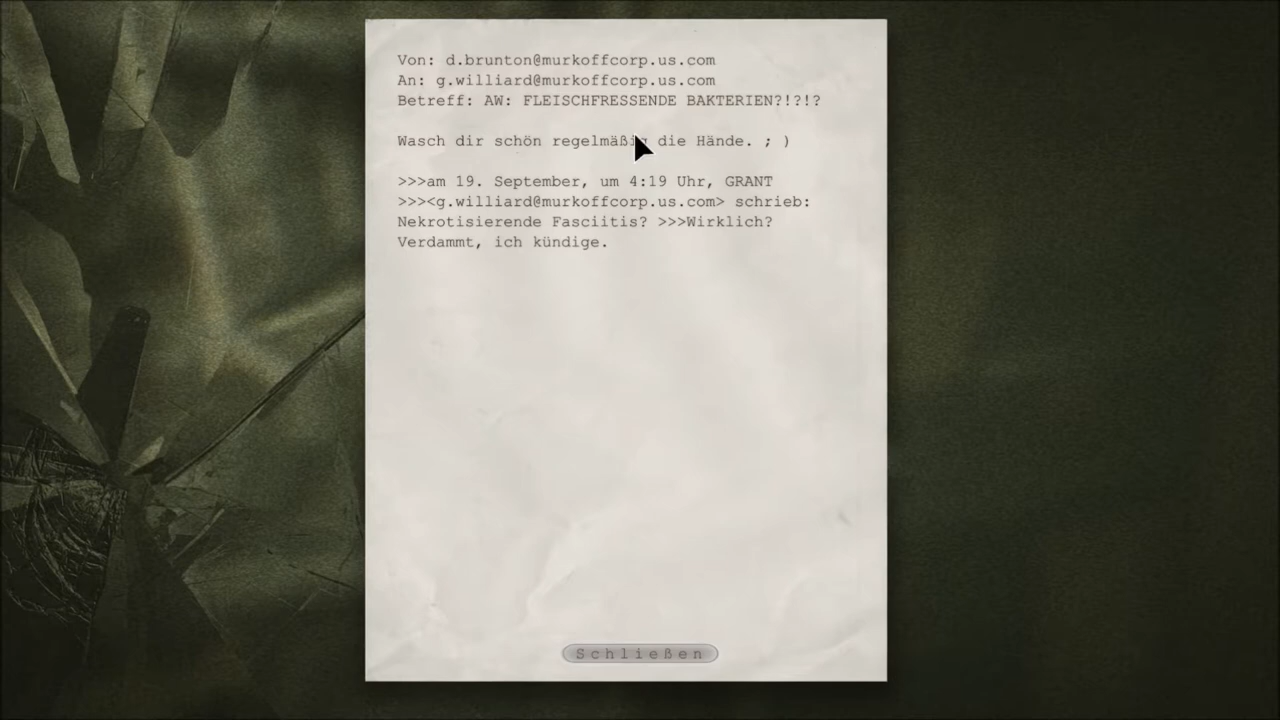 Von: d.brunton@murkoffcorp.us.com
An: g.williard@murkoffcorp.us.com
Betreff: AW: FLEISCHFRESSENDE BAKTERIEN?!?!?
Wasch dir schön regelmäßig die Hände. ; )
>>>am 19. September, um 4:19 Uhr, GRANT
>>><g.williard@murkoffcorp.us.com> schrieb:
Nekrotisierende Fasciitis? >>>Wirklich?
Verdammt, ich kündige.
Schließen